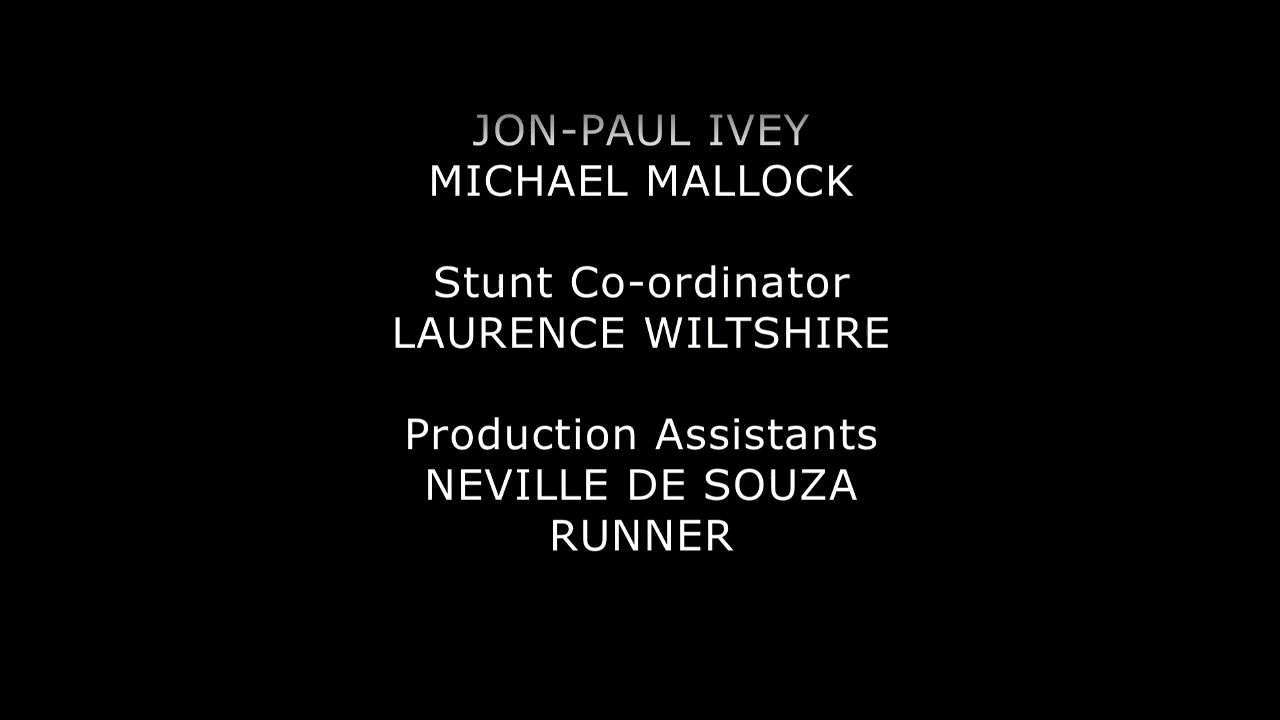 JON-PAUL IVEY
MICHAEL MALLOCK
Stunt Co-ordinator
LAURENCE WILTSHIRE
Production Assistants
NEVILLE DE SOUZA
RUNNER